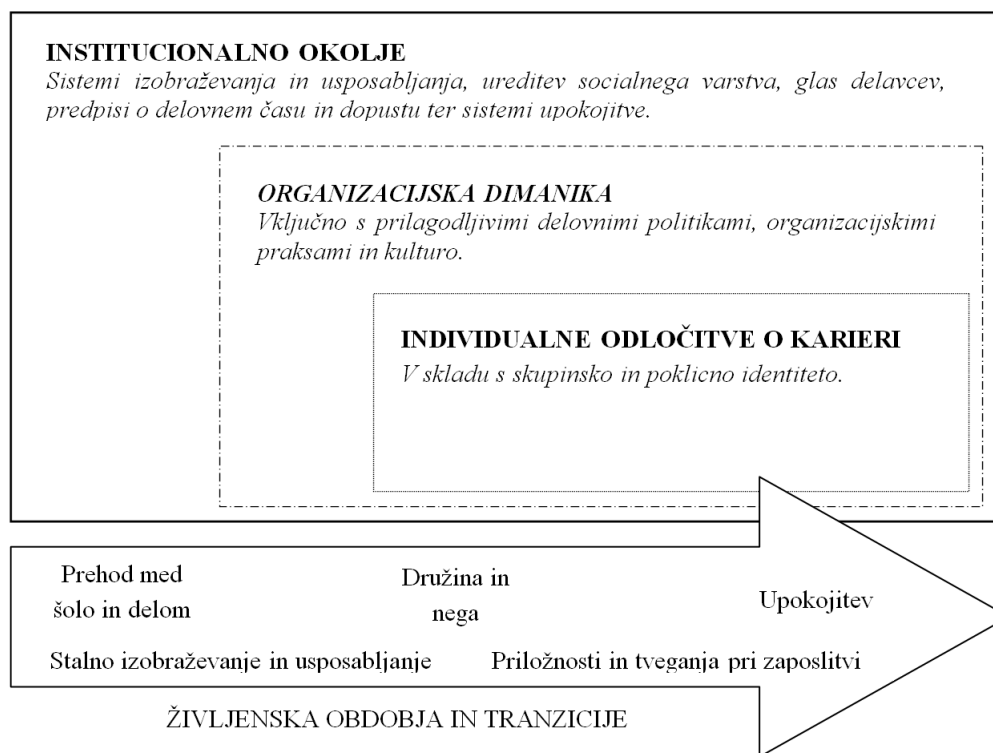 INSTITUCIONALNO OKOLJE
Sistemi izobraževanja in usposabljanja, ureditev socialnega varstva, glas delavcev,
predpisi o delovnem času in dopustu ter sistemi upokojitve.
ORGANIZACIJSKA DIMANIKA
Vključno s prilagodljivimi delovnimi politikami, organizacijskimi
praksami in kulturo.
INDIVIDUALNE ODLOČITVE O KARIERI
V skladu s skupinsko in poklicno identiteto.
Prehod med
šolo in delom
Družina in
nega
Upokojitev
Stalno izobraževanje in usposabljanje
Priložnosti in tveganja pri zaposlitvi
ŽIVLJENSKA OBDOBJA IN TRANZICIJE